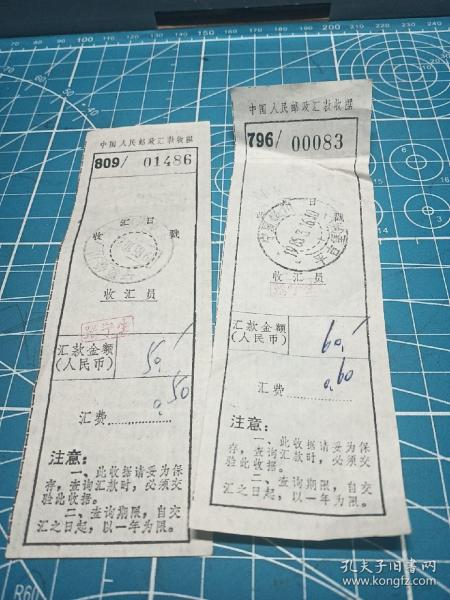 中国人民邮政汇款收据
809/ 01486
收汇日戳
收汇员
汇款金额
(人民币)
50.
汇费
0.50
注意:
一、此收据请妥为保
存,查询汇款时,必须交
验此收据。
二、查询期限,自交
汇之日起,以一年为限。
中国人民邮政汇款收据
796/ 00083
收汇日戳
1985.3.16.10
收汇员
汇款金额
(人民币)
60.
汇费
0.60
注意:
一、此收据请妥为保
存,查询汇款时,必须交
验此收据。
二、查询期限,自交
汇之日起,以一年为限。
R60
孔夫子旧书网
www.kongfz.com